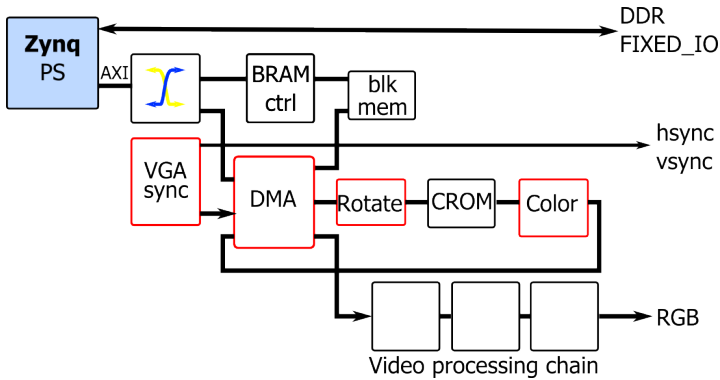 Zynq
PS
AXI
BRAM
ctrl
blk
mem
DDR
FIXED_IO
VGA
sync
DMA
Rotate
CROM
Color
hsync
vsync
RGB
Video processing chain